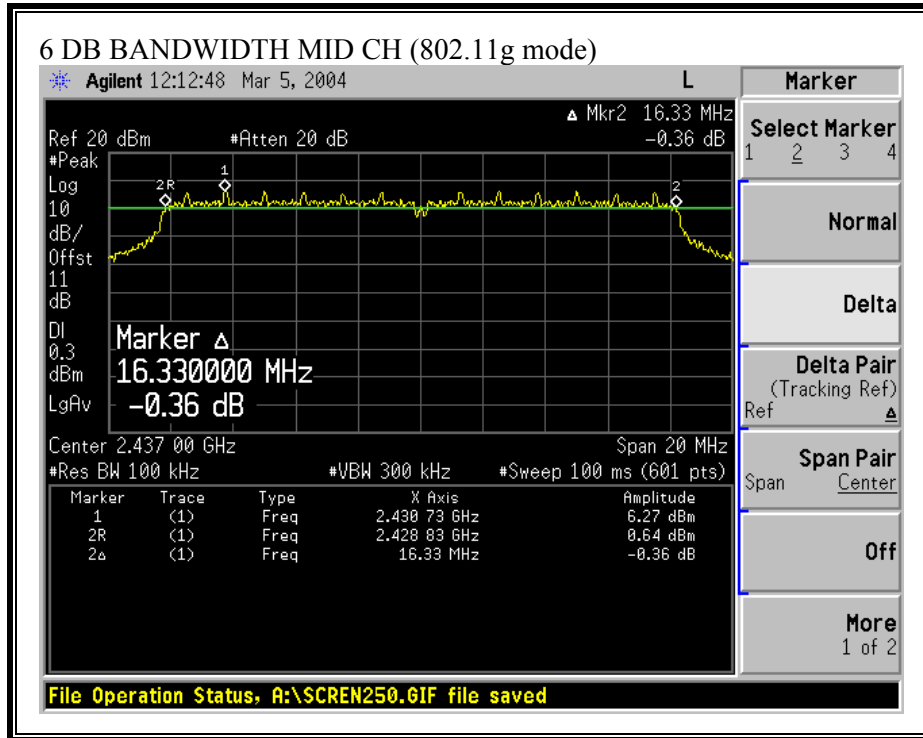 6 DB BANDWIDTH MID CH (802.11g mode)
Agilent 12:12:48 Mar 5, 2004 L
Marker
Δ Mkr2 16.33 MHz
Ref 20 dBm #Atten 20 dB -0.36 dB
#Peak
Log
10
dB/
Offst
11
dB
DI
0.3
dBm
LgAv
2R
1
2
Marker Δ
16.330000 MHz
-0.36 dB
Center 2.437 00 GHz Span 20 MHz
#Res BW 100 kHz #VBW 300 kHz #Sweep 100 ms (601 pts)
Marker Trace Type X Axis Amplitude
1 (1) Freq 2.430 73 GHz 6.27 dBm
2R (1) Freq 2.428 83 GHz 0.64 dBm
2Δ (1) Freq 16.33 MHz -0.36 dB
Select Marker
1 2 3 4
Normal
Delta
Delta Pair
(Tracking Ref)
Ref Δ
Span Pair
Span Center
Off
More
1 of 2
File Operation Status, A:\SCREN250.GIF file saved